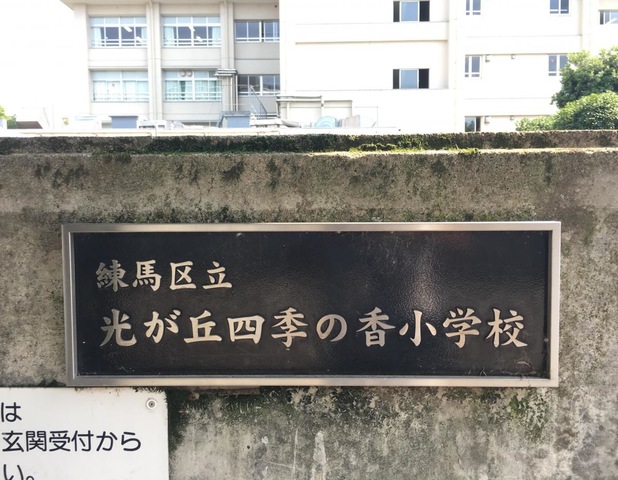 練馬区立
光が丘四季の香小学校
は
玄関受付から
い。